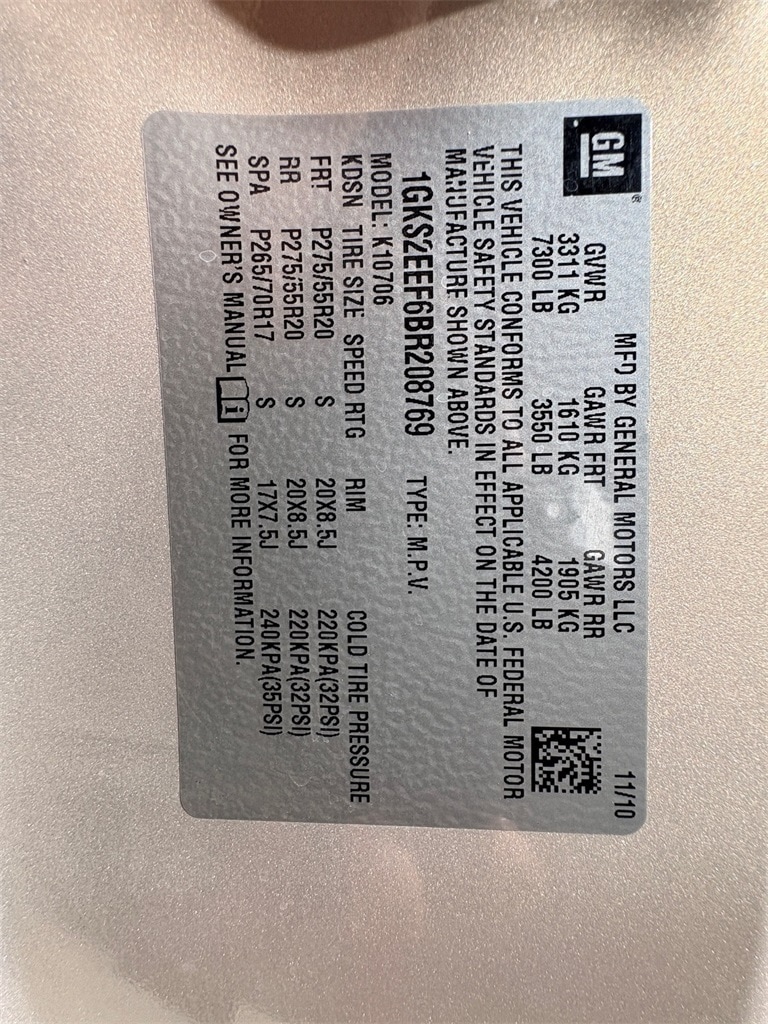 GM
MFD BY GENERAL MOTORS LLC 11/10
GVWR GAWR FRT GAWR RR
3311 KG 1610 KG 1905 KG
7300 LB 3550 LB 4200 LB
THIS VEHICLE CONFORMS TO ALL APPLICABLE U.S. FEDERAL MOTOR
VEHICLE SAFETY STANDARDS IN EFFECT ON THE DATE OF
MANUFACTURE SHOWN ABOVE.
1GKS2EEF6BR208769 TYPE: M.P.V.
MODEL: K10706
KDSN TIRE SIZE SPEED RTG RIM COLD TIRE PRESSURE
FRT P275/55R20 S 20X8.5J 220KPA(32PSI)
RR P275/55R20 S 20X8.5J 220KPA(32PSI)
SPA P265/70R17 S 17X7.5J 240KPA(35PSI)
SEE OWNER'S MANUAL i FOR MORE INFORMATION.